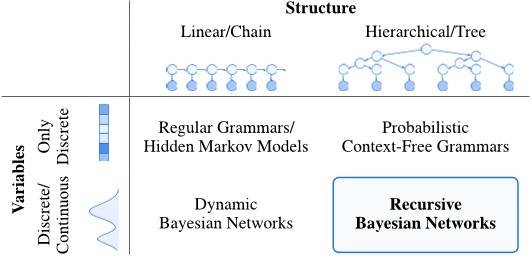 Structure
Linear/Chain
Hierarchical/Tree
Variables
Only
Discrete
Regular Grammars/
Hidden Markov Models
Probabilistic
Context-Free Grammars
Discrete/
Continuous
Dynamic
Bayesian Networks
Recursive
Bayesian Networks